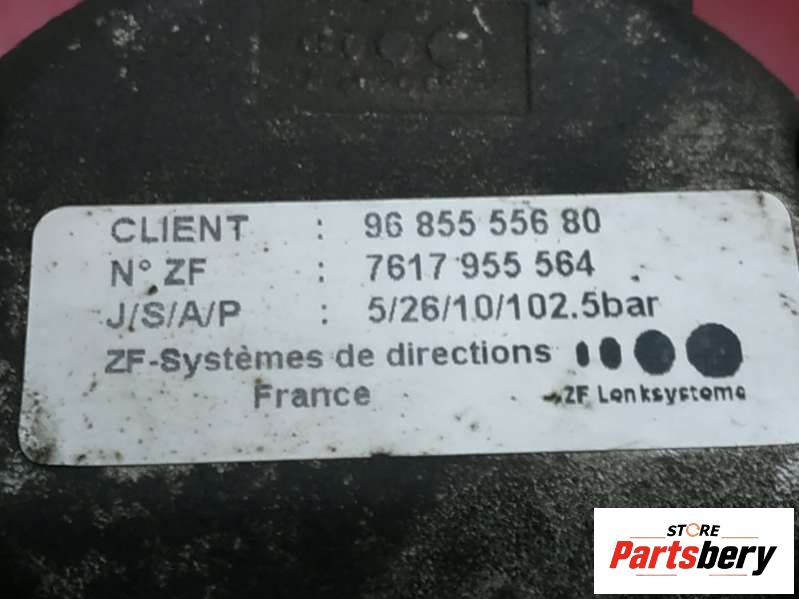 CLIENT : 96 855 556 80
N° ZF : 7617 955 564
J/S/A/P : 5/26/10/102.5bar
ZF-Systèmes de directions
France
ZF Lenksysteme
STORE
Partsbery